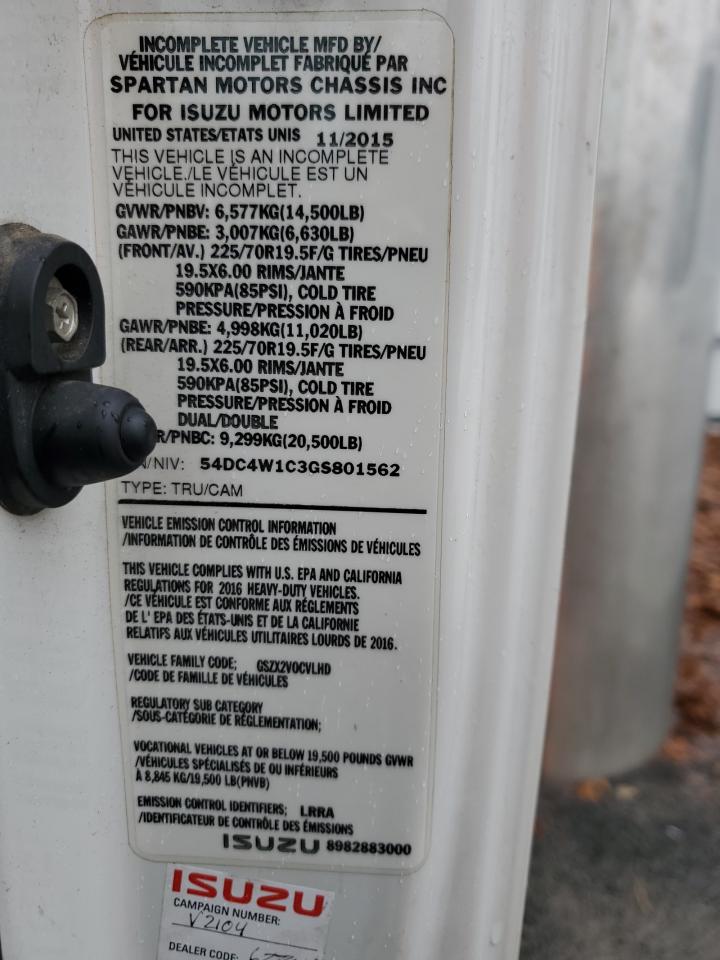 INCOMPLETE VEHICLE MFD BY/
VÉHICULE INCOMPLET FABRIQUÉ PAR
SPARTAN MOTORS CHASSIS INC
FOR ISUZU MOTORS LIMITED
UNITED STATES/ETATS UNIS 11/2015
THIS VEHICLE IS AN INCOMPLETE
VEHICLE./LE VÉHICULE EST UN
VÉHICULE INCOMPLET.
GVWR/PNBV: 6,577KG(14,500LB)
GAWR/PNBE: 3,007KG(6,630LB)
(FRONT/AV.) 225/70R19.5F/G TIRES/PNEU
19.5X6.00 RIMS/JANTE
590KPA(85PSI), COLD TIRE
PRESSURE/PRESSION À FROID
GAWR/PNBE: 4,998KG(11,020LB)
(REAR/ARR.) 225/70R19.5F/G TIRES/PNEU
19.5X6.00 RIMS/JANTE
590KPA(85PSI), COLD TIRE
PRESSURE/PRESSION À FROID
DUAL/DOUBLE
R/PNBC: 9,299KG(20,500LB)
N/NIV: 54DC4W1C3GS801562
TYPE: TRU/CAM
VEHICLE EMISSION CONTROL INFORMATION
/INFORMATION DE CONTRÔLE DES ÉMISSIONS DE VÉHICULES
THIS VEHICLE COMPLIES WITH U.S. EPA AND CALIFORNIA
REGULATIONS FOR 2016 HEAVY-DUTY VEHICLES.
/CE VÉHICULE EST CONFORME AUX RÉGLEMENTS
DE L' EPA DES ÉTATS-UNIS ET DE LA CALIFORNIE
RELATIFS AUX VÉHICULES UTILITAIRES LOURDS DE 2016.
VEHICLE FAMILY CODE; GSZX2VOCVLHD
/CODE DE FAMILLE DE VÉHICULES
REGULATORY SUB CATEGORY
/SOUS-CATÉGORIE DE RÉGLEMENTATION;
VOCATIONAL VEHICLES AT OR BELOW 19,500 POUNDS GVWR
/VÉHICULES SPÉCIALISÉS DE OU INFÉRIEURS
À 8,845 KG/19,500 LB(PNVB)
EMISSION CONTROL IDENTIFIERS; LRRA
/IDENTIFICATEUR DE CONTRÔLE DES ÉMISSIONS
ISUZU 8982883000
ISUZU
CAMPAIGN NUMBER:
V2104
DEALER CODE: